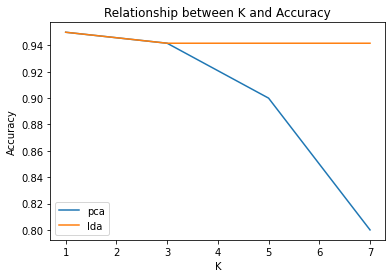 Relationship between K and Accuracy
Accuracy
0.94
0.92
0.90
0.88
0.86
0.84
0.82
0.80
pca
lda
1 2 3 4 5 6 7
K